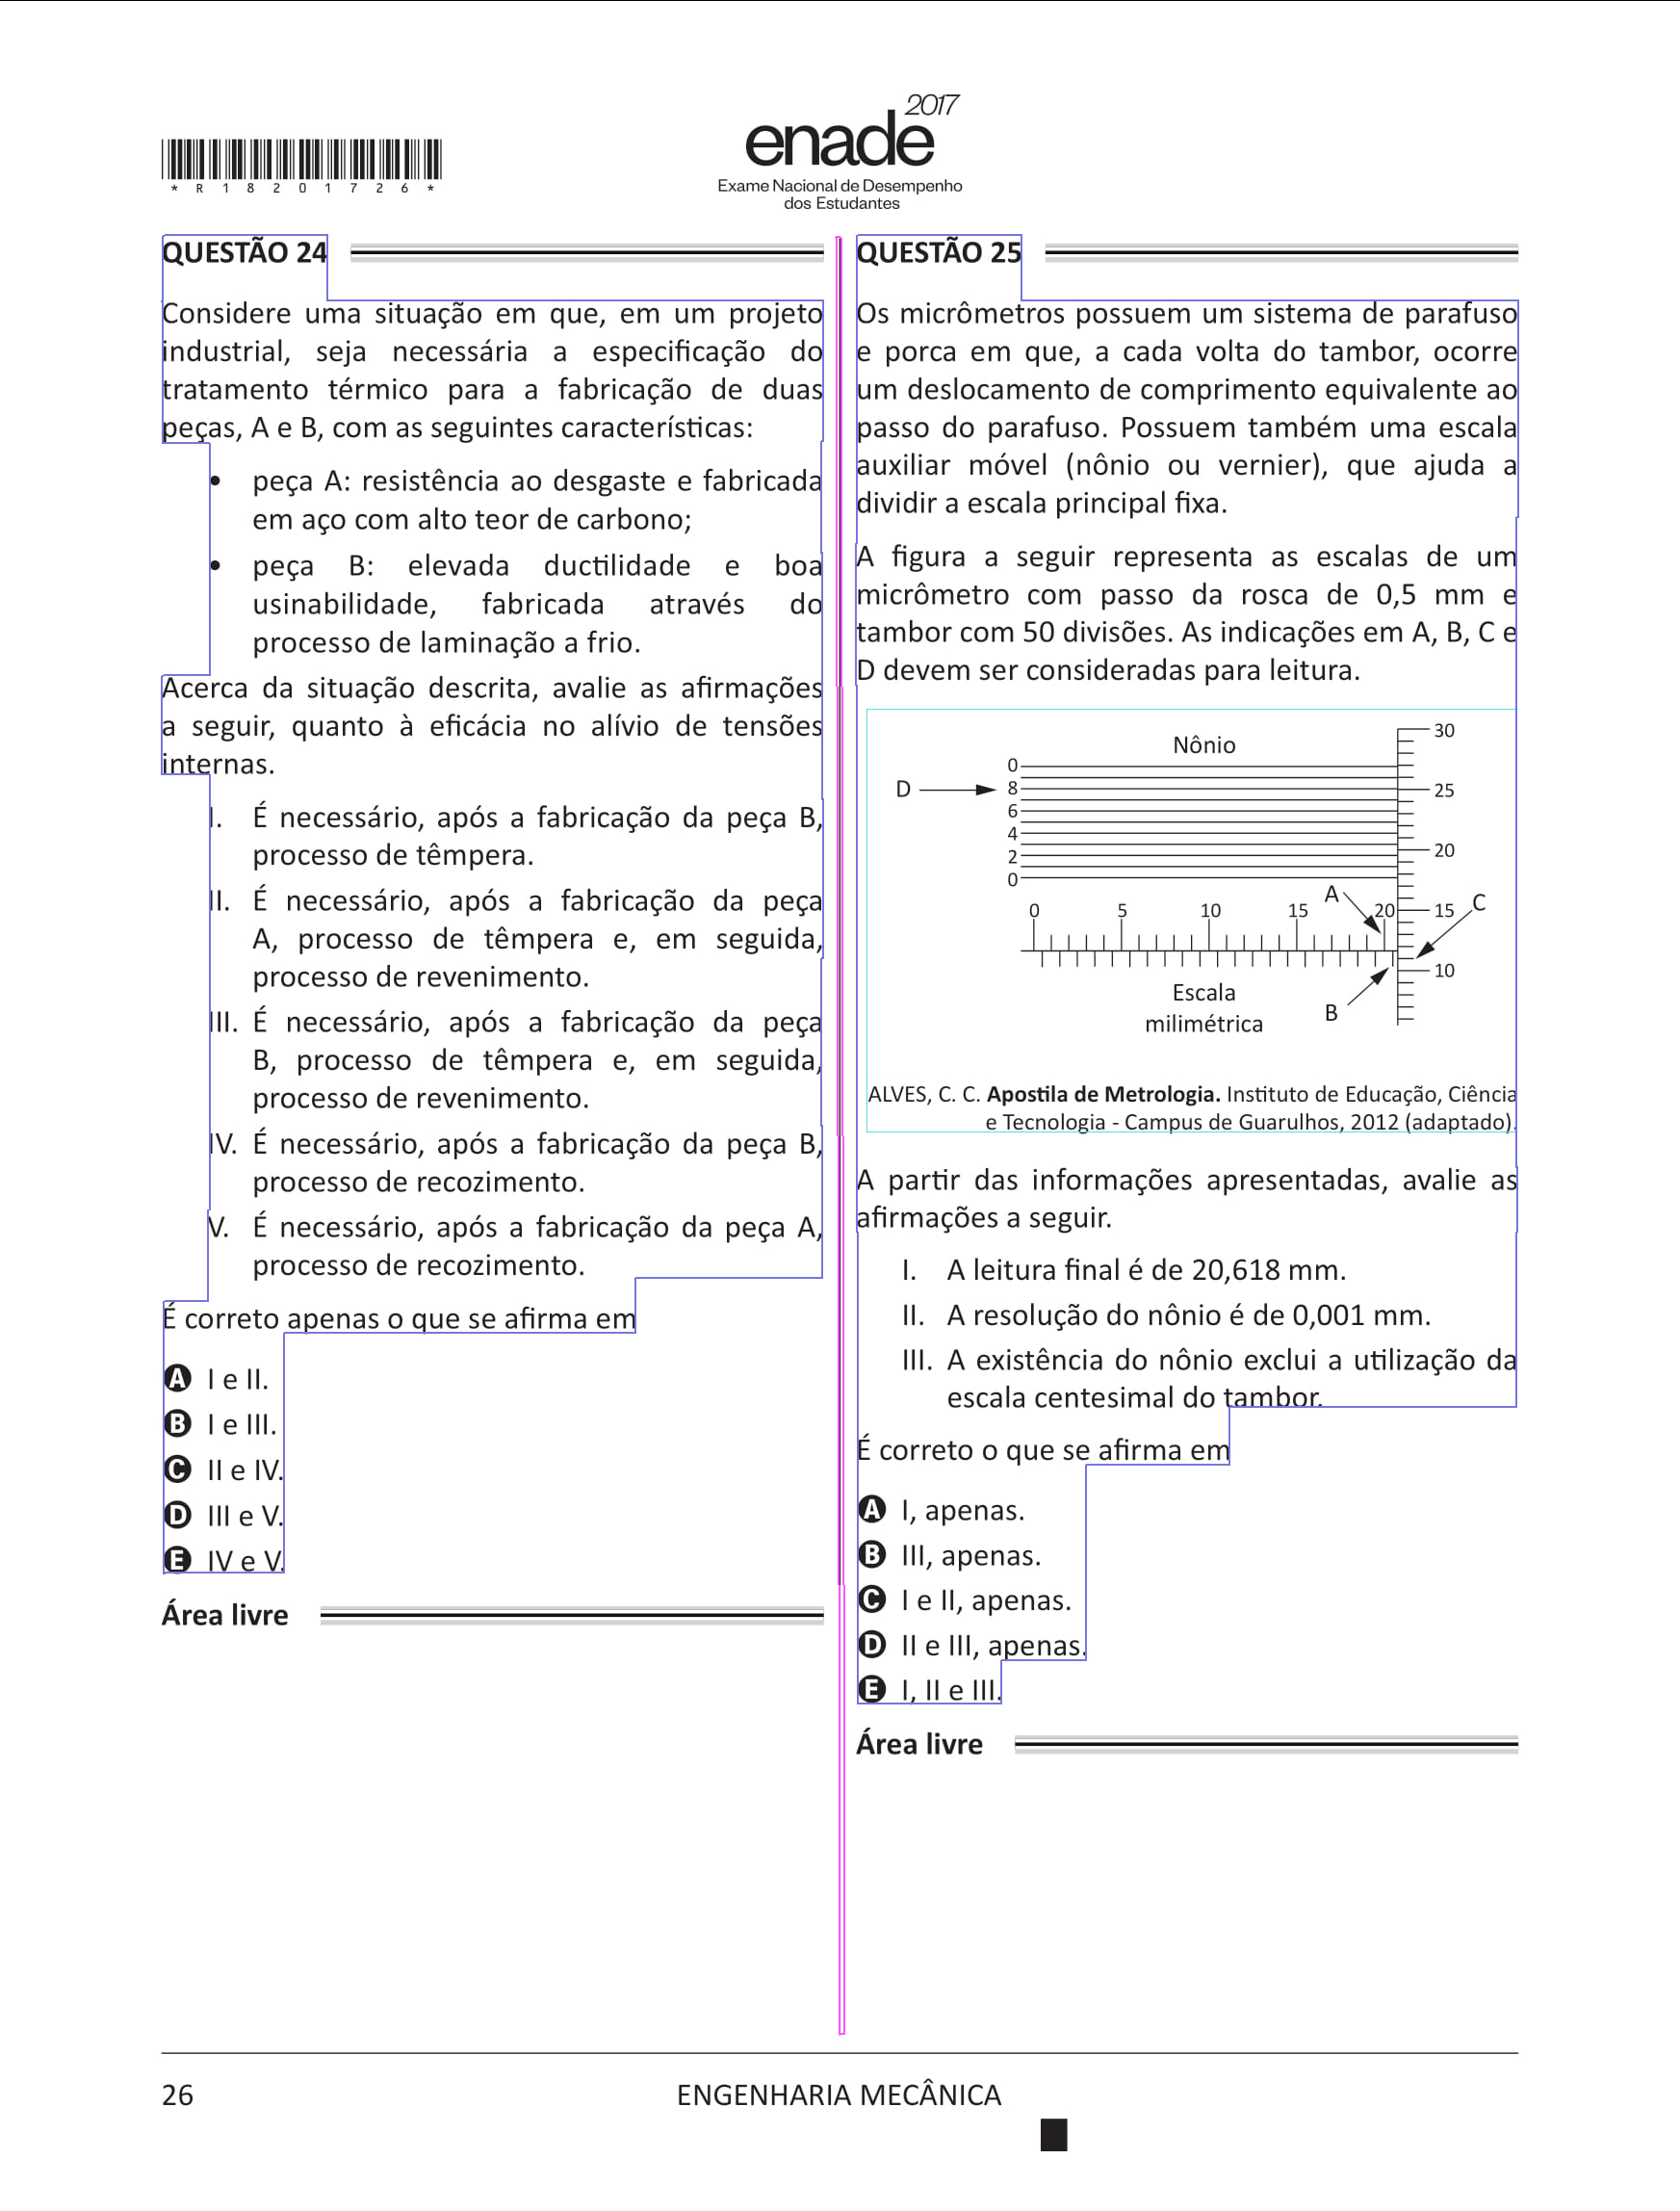 * R 1 8 2 0 1 7 2 6 *
enade 2017
Exame Nacional de Desempenho
dos Estudantes
QUESTÃO 24
Considere uma situação em que, em um projeto
industrial, seja necessária a especificação do
tratamento térmico para a fabricação de duas
peças, A e B, com as seguintes características:
• peça A: resistência ao desgaste e fabricada
em aço com alto teor de carbono;
• peça B: elevada ductilidade e boa
usinabilidade, fabricada através do
processo de laminação a frio.
Acerca da situação descrita, avalie as afirmações
a seguir, quanto à eficácia no alívio de tensões
internas.
I. É necessário, após a fabricação da peça B,
processo de têmpera.
II. É necessário, após a fabricação da peça
A, processo de têmpera e, em seguida,
processo de revenimento.
III. É necessário, após a fabricação da peça
B, processo de têmpera e, em seguida,
processo de revenimento.
IV. É necessário, após a fabricação da peça B,
processo de recozimento.
V. É necessário, após a fabricação da peça A,
processo de recozimento.
É correto apenas o que se afirma em
A I e II.
B I e III.
C II e IV.
D III e V.
E IV e V.
Área livre
QUESTÃO 25
Os micrômetros possuem um sistema de parafuso
e porca em que, a cada volta do tambor, ocorre
um deslocamento de comprimento equivalente ao
passo do parafuso. Possuem também uma escala
auxiliar móvel (nônio ou vernier), que ajuda a
dividir a escala principal fixa.
A figura a seguir representa as escalas de um
micrômetro com passo da rosca de 0,5 mm e
tambor com 50 divisões. As indicações em A, B, C e
D devem ser consideradas para leitura.
30
Nônio
0
D 8 25
6
4
2 20
0
A
0 5 10 15 20 15 C
10
Escala
B
milimétrica
ALVES, C. C. Apostila de Metrologia. Instituto de Educação, Ciência
e Tecnologia - Campus de Guarulhos, 2012 (adaptado).
A partir das informações apresentadas, avalie as
afirmações a seguir.
I. A leitura final é de 20,618 mm.
II. A resolução do nônio é de 0,001 mm.
III. A existência do nônio exclui a utilização da
escala centesimal do tambor.
É correto o que se afirma em
A I, apenas.
B III, apenas.
C I e II, apenas.
D II e III, apenas.
E I, II e III.
Área livre
26
ENGENHARIA MECÂNICA